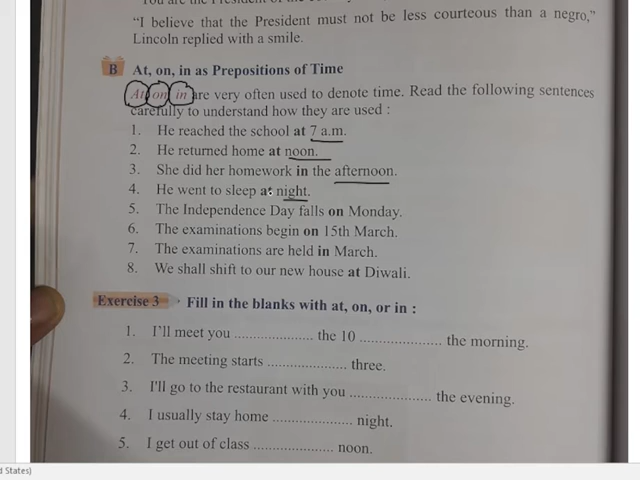 "I believe that the President must not be less courteous than a negro,"
Lincoln replied with a smile.
B At, on, in as Prepositions of Time
At, on, in are very often used to denote time. Read the following sentences
carefully to understand how they are used :
1. He reached the school at 7 a.m.
2. He returned home at noon.
3. She did her homework in the afternoon.
4. He went to sleep at night.
5. The Independence Day falls on Monday.
6. The examinations begin on 15th March.
7. The examinations are held in March.
8. We shall shift to our new house at Diwali.
Exercise 3 Fill in the blanks with at, on, or in :
1. I'll meet you .................... the 10 .................... the morning.
2. The meeting starts .................... three.
3. I'll go to the restaurant with you .................... the evening.
4. I usually stay home .................... night.
5. I get out of class .................... noon.
d States)